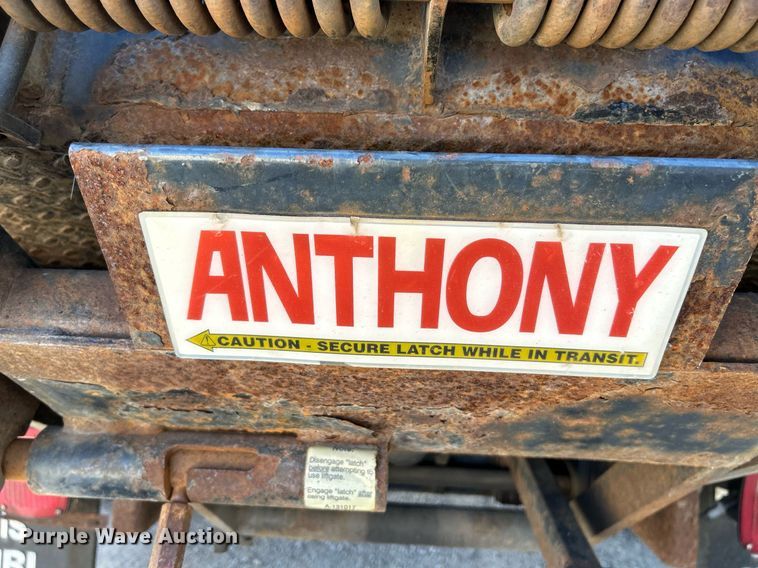 ANTHONY
CAUTION - SECURE LATCH WHILE IN TRANSIT.
Disengage "latch"
before attempting to
use liftgate.
Engage "latch" after
using liftgate.
A-131017
Purple Wave Auction